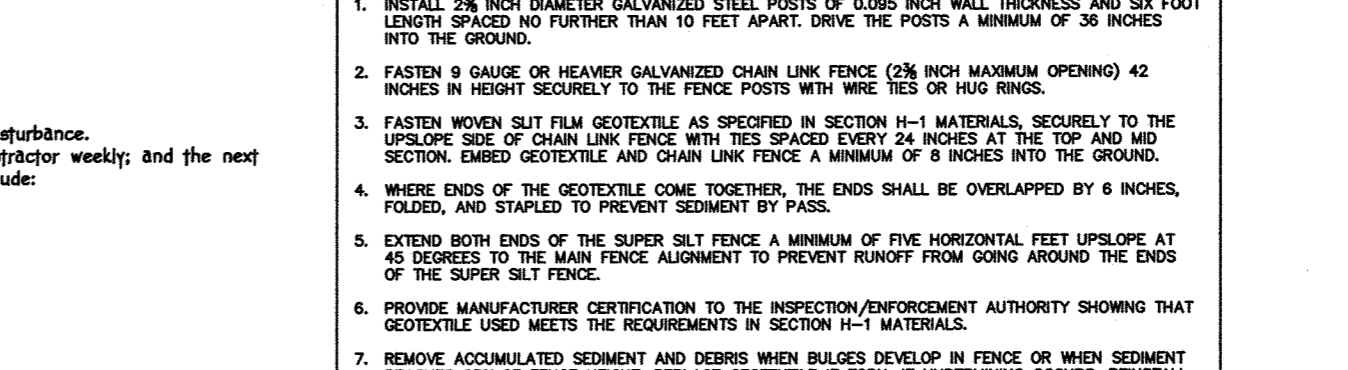 1. INSTALL 2⅜ INCH DIAMETER GALVANIZED STEEL POSTS OF 0.095 INCH WALL THICKNESS AND SIX FOOT
LENGTH SPACED NO FURTHER THAN 10 FEET APART. DRIVE THE POSTS A MINIMUM OF 36 INCHES
INTO THE GROUND.
2. FASTEN 9 GAUGE OR HEAVIER GALVANIZED CHAIN LINK FENCE (2⅜ INCH MAXIMUM OPENING) 42
INCHES IN HEIGHT SECURELY TO THE FENCE POSTS WITH WIRE TIES OR HUG RINGS.
3. FASTEN WOVEN SLIT FILM GEOTEXTILE AS SPECIFIED IN SECTION H-1 MATERIALS, SECURELY TO THE
UPSLOPE SIDE OF CHAIN LINK FENCE WITH TIES SPACED EVERY 24 INCHES AT THE TOP AND MID
SECTION. EMBED GEOTEXTILE AND CHAIN LINK FENCE A MINIMUM OF 8 INCHES INTO THE GROUND.
4. WHERE ENDS OF THE GEOTEXTILE COME TOGETHER, THE ENDS SHALL BE OVERLAPPED BY 6 INCHES,
FOLDED, AND STAPLED TO PREVENT SEDIMENT BY PASS.
5. EXTEND BOTH ENDS OF THE SUPER SILT FENCE A MINIMUM OF FIVE HORIZONTAL FEET UPSLOPE AT
45 DEGREES TO THE MAIN FENCE ALIGNMENT TO PREVENT RUNOFF FROM GOING AROUND THE ENDS
OF THE SUPER SILT FENCE.
6. PROVIDE MANUFACTURER CERTIFICATION TO THE INSPECTION/ENFORCEMENT AUTHORITY SHOWING THAT
GEOTEXTILE USED MEETS THE REQUIREMENTS IN SECTION H-1 MATERIALS.
7. REMOVE ACCUMULATED SEDIMENT AND DEBRIS WHEN BULGES DEVELOP IN FENCE OR WHEN SEDIMENT
sturbance.
tractor weekly; and the next
ude: